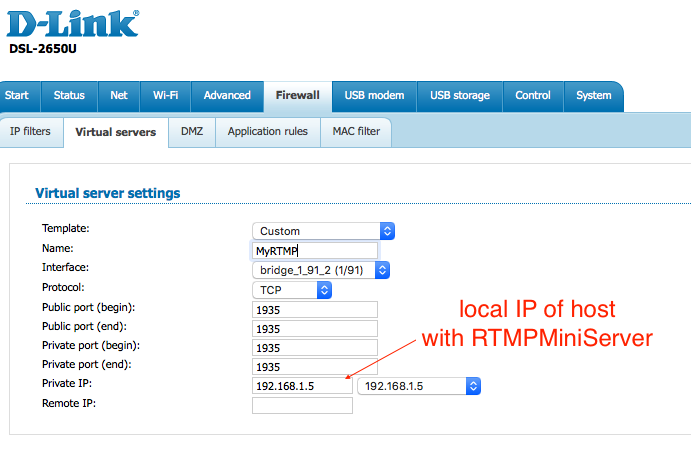 D-Link®
DSL-2650U
Start Status Net Wi-Fi Advanced Firewall USB modem USB storage Control System
IP filters Virtual servers DMZ Application rules MAC filter
Virtual server settings
Template: Custom
Name: MyRTMP
Interface: bridge_1_91_2 (1/91)
Protocol: TCP
Public port (begin): 1935
Public port (end): 1935
Private port (begin): 1935
Private port (end): 1935
Private IP: 192.168.1.5 192.168.1.5
Remote IP:
local IP of host
with RTMPMiniServer